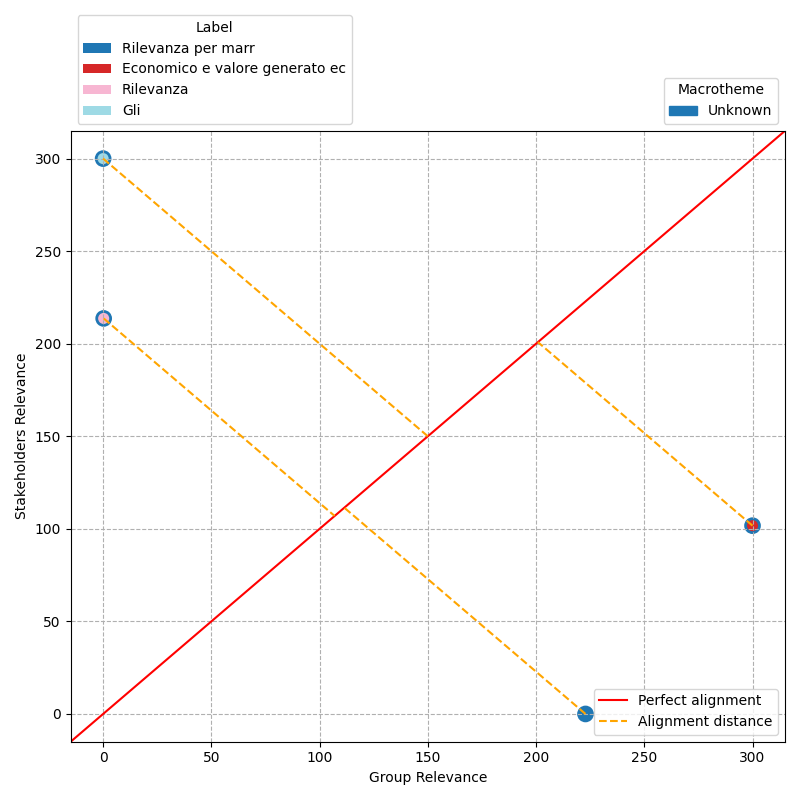 Label
Rilevanza per marr
Economico e valore generato ec
Rilevanza
Gli
Macrotheme
Unknown
300
250
200
150
100
50
0
Stakeholders Relevance
0 50 100 150 200 250 300
Group Relevance
Perfect alignment
Alignment distance